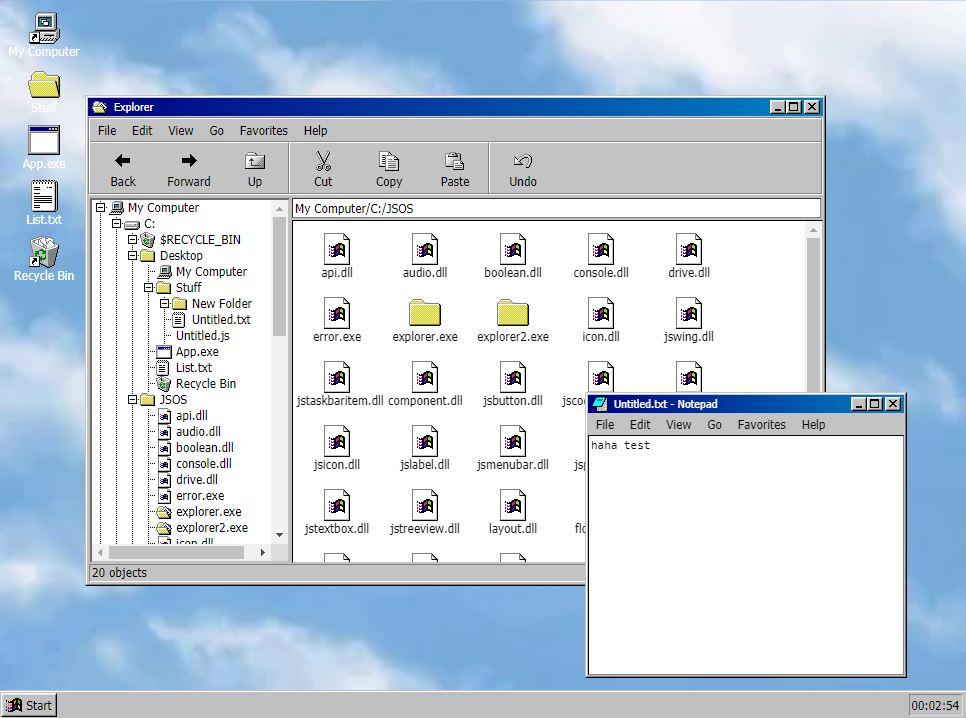 My Computer
Stuff
App.exe
List.txt
Recycle Bin
Explorer
File Edit View Go Favorites Help
Back Forward Up Cut Copy Paste Undo
My Computer
C:
$RECYCLE_BIN
Desktop
My Computer
Stuff
New Folder
Untitled.txt
Untitled.js
App.exe
List.txt
Recycle Bin
JSOS
api.dll
audio.dll
boolean.dll
console.dll
drive.dll
error.exe
explorer.exe
explorer2.exe
icon.dll
My Computer/C:/JSOS
api.dll audio.dll boolean.dll console.dll drive.dll
error.exe explorer.exe explorer2.exe icon.dll jswing.dll
jstaskbaritem.dll component.dll jsbutton.dll
jsicon.dll jslabel.dll jsmenubar.dll
jstextbox.dll jstreeview.dll layout.dll
20 objects
Untitled.txt - Notepad
File Edit View Go Favorites Help
haha test
Start
00:02:54